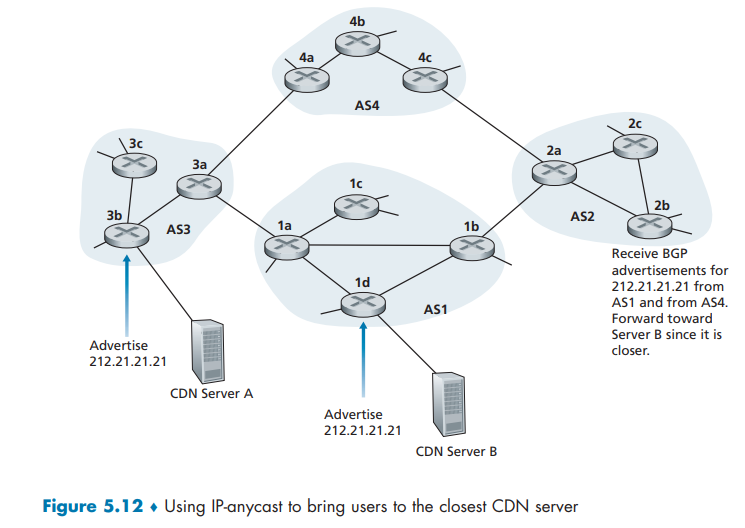 4b
4a
4c
AS4
3c
3a
3b
AS3
2c
2a
2b
AS2
1c
1a
1b
1d
AS1
Receive BGP
advertisements for
212.21.21.21 from
AS1 and from AS4.
Forward toward
Server B since it is
closer.
Advertise
212.21.21.21
CDN Server A
Advertise
212.21.21.21
CDN Server B
Figure 5.12 ♦ Using IP-anycast to bring users to the closest CDN server